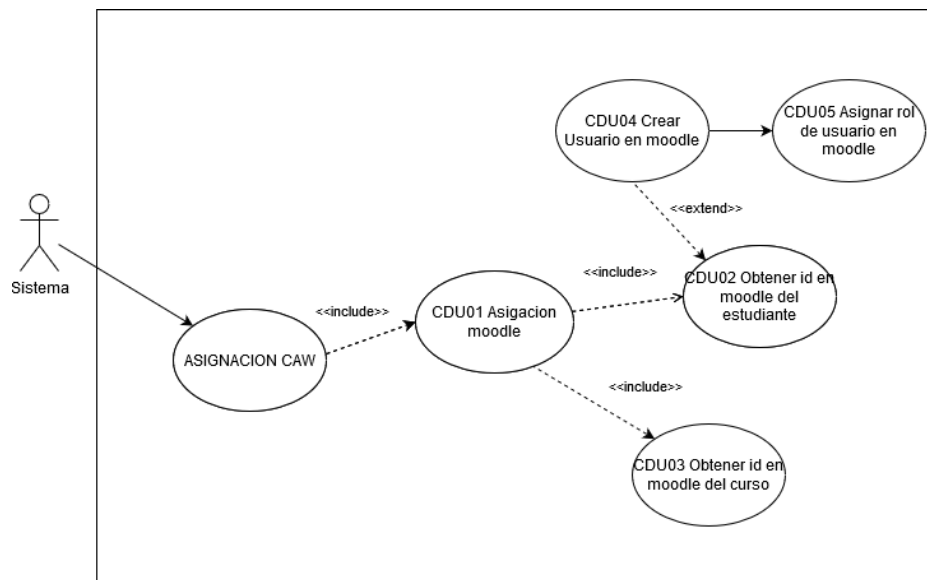 CDU04 Crear
Usuario en moodle
CDU05 Asignar rol
de usuario en
moodle
<<extend>>
Sistema
<<include>>
<<include>>
CDU02 Obtener id en
moodle del
estudiante
CDU01 Asigacion
moodle
ASIGNACION CAW
<<include>>
CDU03 Obtener id en
moodle del curso